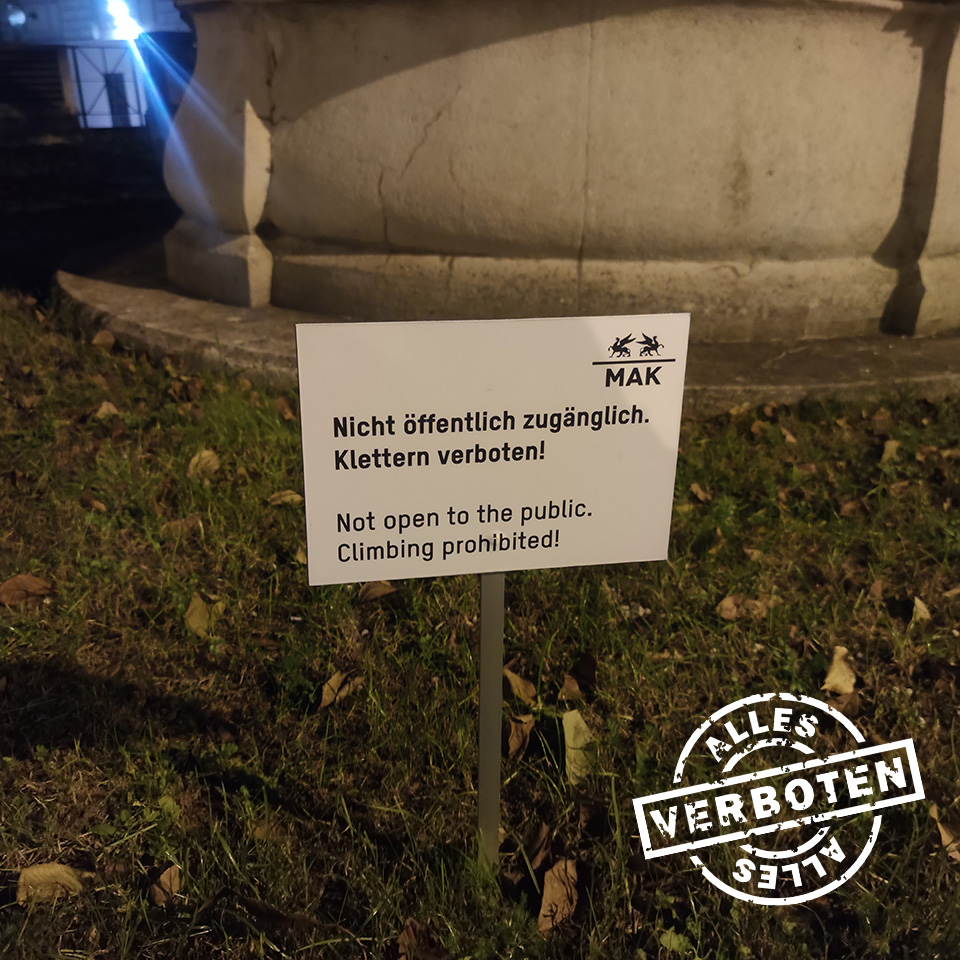 MAK
Nicht öffentlich zugänglich.
Klettern verboten!
Not open to the public.
Climbing prohibited!
ALLES
VERBOTEN
ALLES